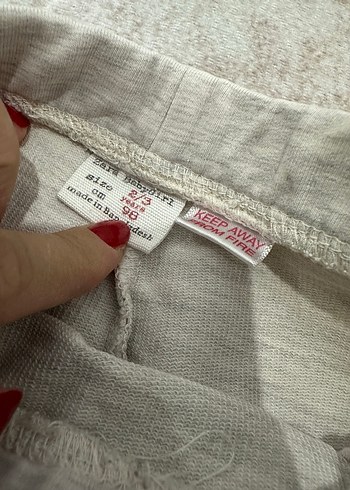 zara babygirl
size 2/3
years
cm 98
made in Bangladesh
KEEP AWAY
FROM FIRE